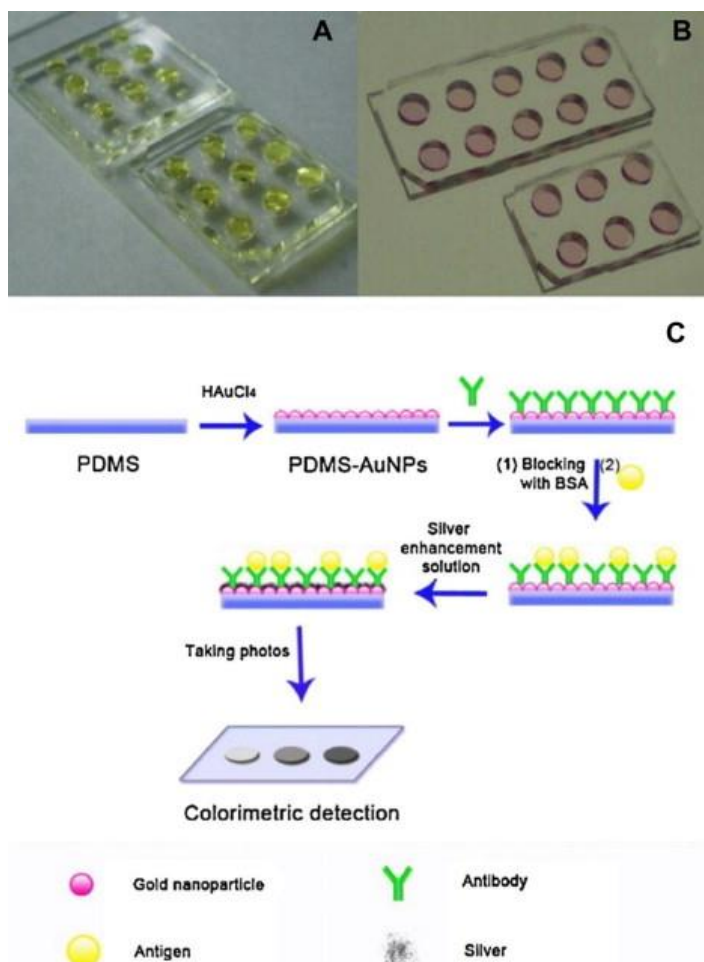 A
B
C
HAuCl4
PDMS
PDMS-AuNPs
(1) Blocking (2)
with BSA
Silver
enhancement
solution
Taking photos
Colorimetric detection
Gold nanoparticle
Antibody
Antigen
Silver